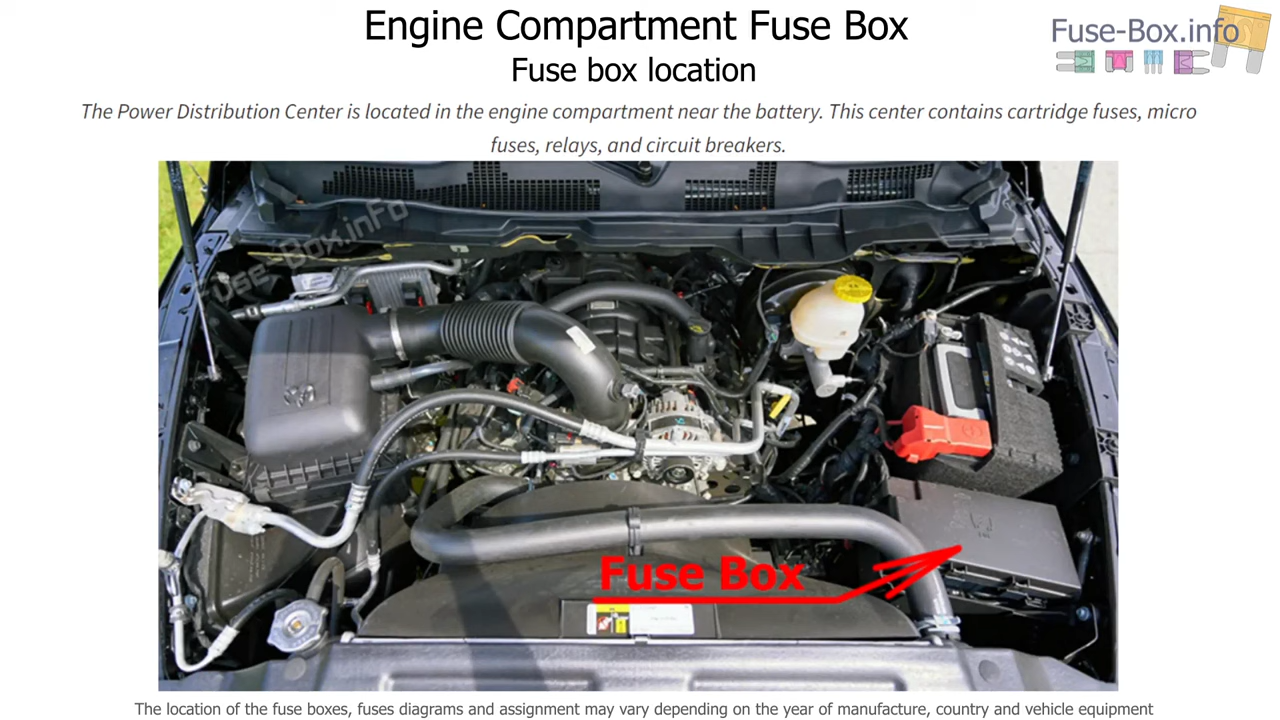 Engine Compartment Fuse Box
Fuse-Box.info
Fuse box location
The Power Distribution Center is located in the engine compartment near the battery. This center contains cartridge fuses, micro
fuses, relays, and circuit breakers.
Fuse-Box.info
Fuse Box
The location of the fuse boxes, fuses diagrams and assignment may vary depending on the year of manufacture, country and vehicle equipment